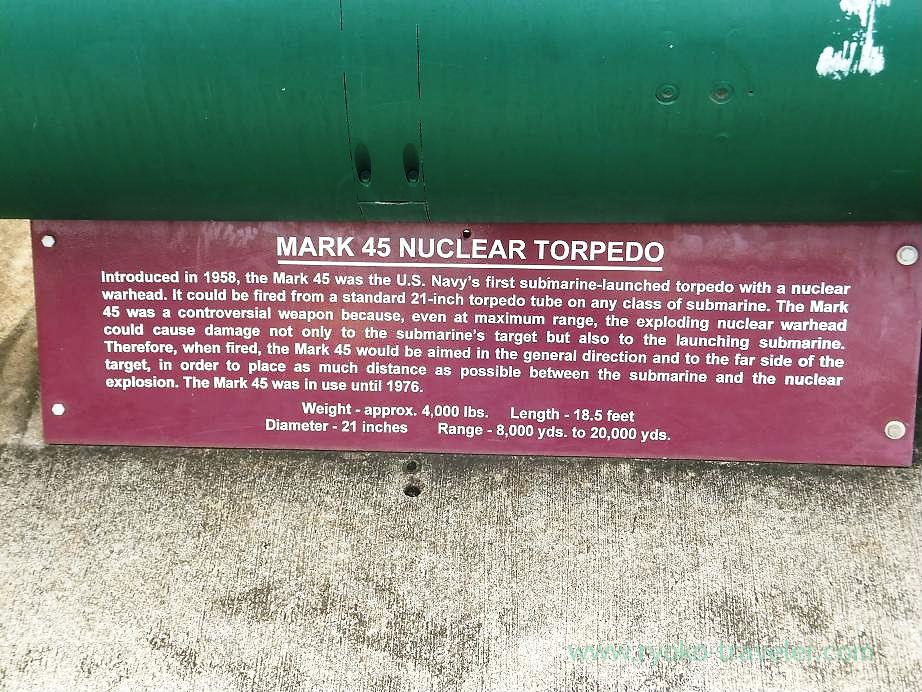 MARK 45 NUCLEAR TORPEDO
Introduced in 1958, the Mark 45 was the U.S. Navy's first submarine-launched torpedo with a nuclear
warhead. It could be fired from a standard 21-inch torpedo tube on any class of submarine. The Mark
45 was a controversial weapon because, even at maximum range, the exploding nuclear warhead
could cause damage not only to the submarine's target but also to the launching submarine.
Therefore, when fired, the Mark 45 would be aimed in the general direction and to the far side of the
target, in order to place as much distance as possible between the submarine and the nuclear
explosion. The Mark 45 was in use until 1976.
Weight - approx. 4,000 lbs. Length - 18.5 feet
Diameter - 21 inches Range - 8,000 yds. to 20,000 yds.
www.ryoko-traveler.com